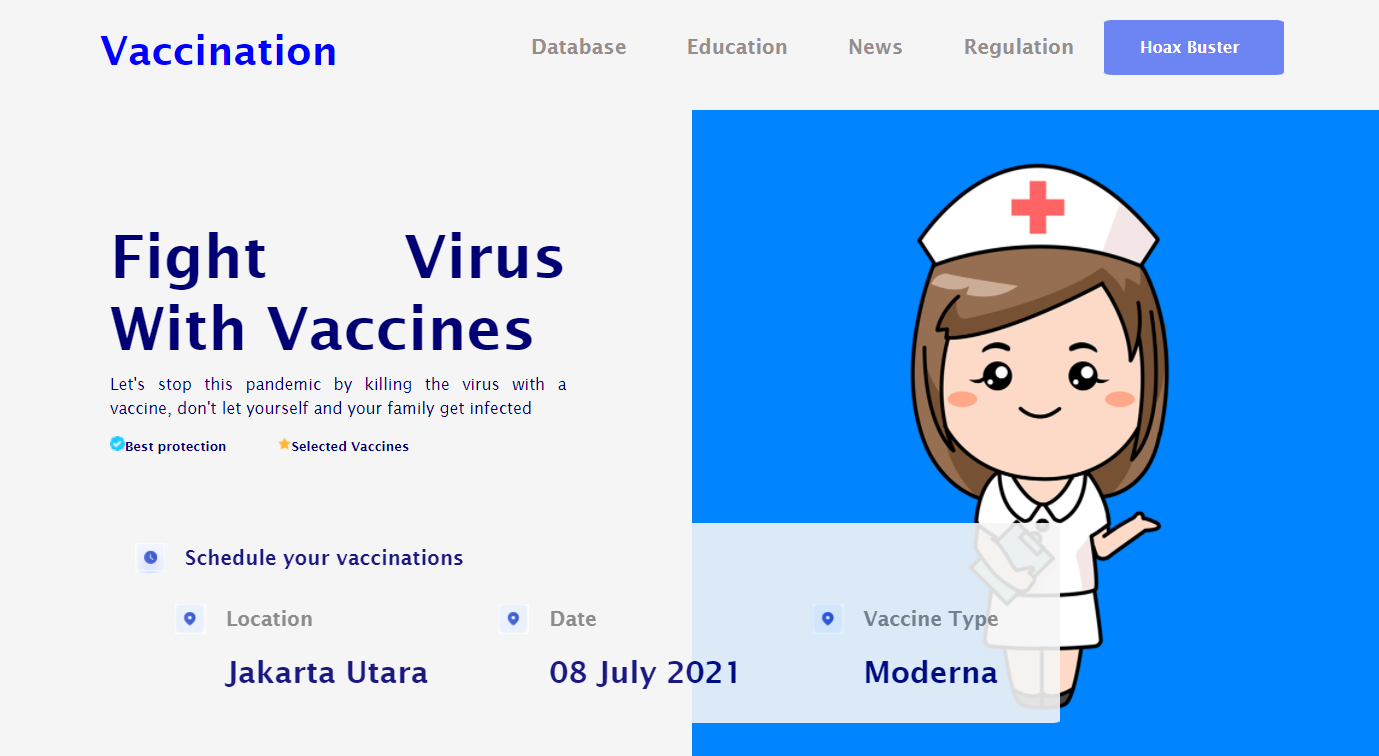 Vaccination
Database
Education
News
Regulation
Hoax Buster
Fight Virus
With Vaccines
Let's stop this pandemic by killing the virus with a
vaccine, don't let yourself and your family get infected
Best protection
Selected Vaccines
Schedule your vaccinations
Location
Date
Vaccine Type
Jakarta Utara
08 July 2021
Moderna